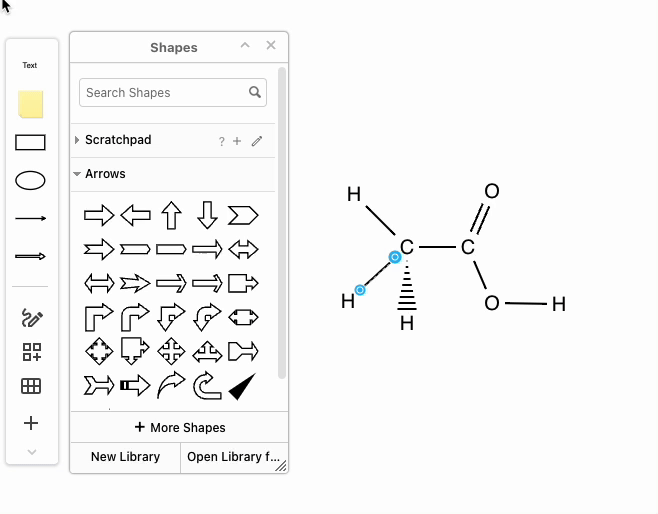 Shapes
Text
Search Shapes
Scratchpad
?
Arrows
H
O
C
C
H
H
O
H
+ More Shapes
New Library
Open Library f...